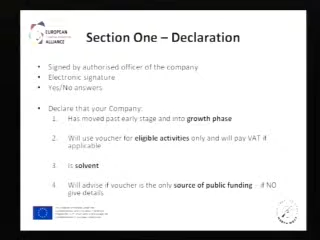 EUROPEAN
ALLIANCE
Section One – Declaration
• Signed by authorised officer of the company
• Electronic signature
• Yes/No answers
• Declare that your Company:
1. Has moved past early stage and into growth phase
2. Will use voucher for eligible activities only and will pay VAT if
applicable
3. Is solvent
4. Will advise if voucher is the only source of public funding – if NO
give details